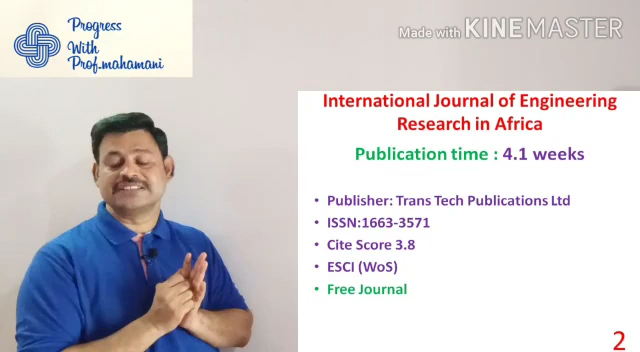 Progress
With
Prof.mahamani
Made with KINEMASTER
International Journal of Engineering
Research in Africa
Publication time : 4.1 weeks
• Publisher: Trans Tech Publications Ltd
• ISSN:1663-3571
• Cite Score 3.8
• ESCI (WoS)
• Free Journal
2